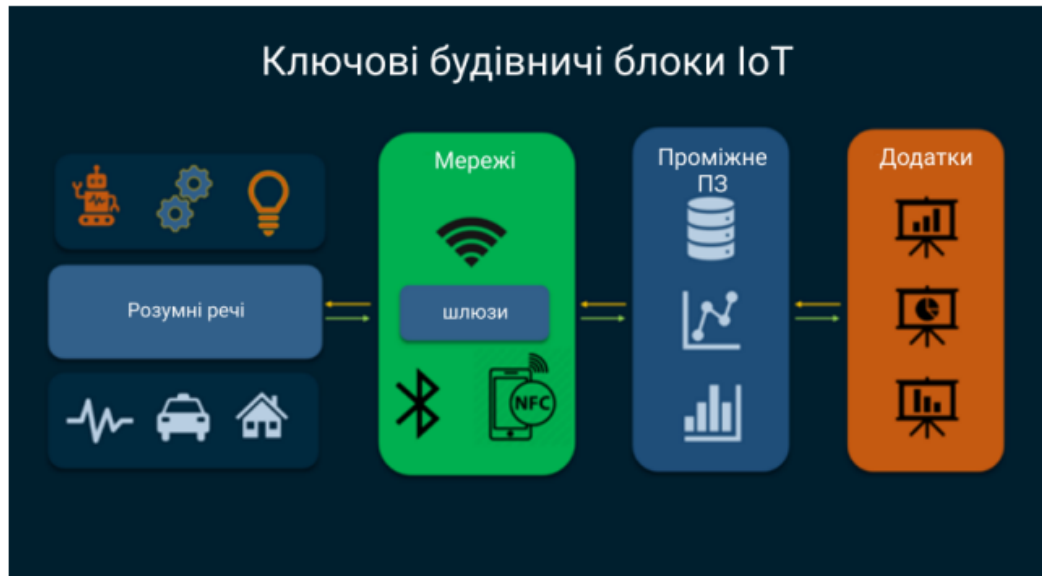 Ключові будівничі блоки IoT
Розумні речі
Мережі
шлюзи
NFC
Проміжне
ПЗ
Додатки